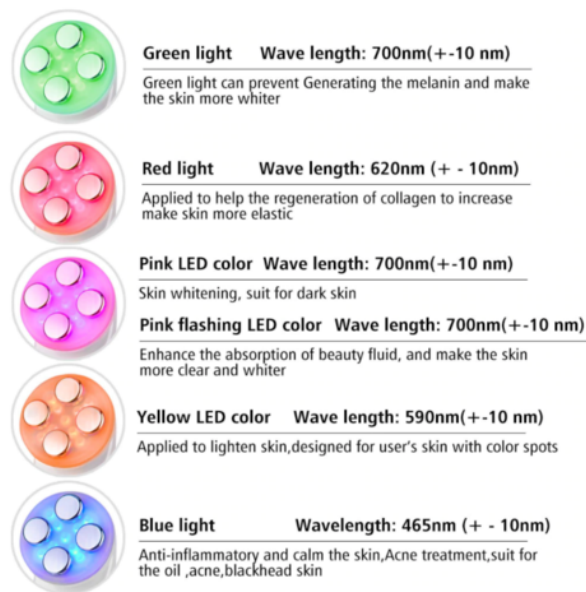 Green light Wave length: 700nm(+-10 nm)
Green light can prevent Generating the melanin and make
the skin more whiter
Red light Wave length: 620nm (+ - 10nm)
Applied to help the regeneration of collagen to increase
make skin more elastic
Pink LED color Wave length: 700nm(+-10 nm)
Skin whitening, suit for dark skin
Pink flashing LED color Wave length: 700nm(+-10 nm)
Enhance the absorption of beauty fluid, and make the skin
more clear and whiter
Yellow LED color Wave length: 590nm(+-10 nm)
Applied to lighten skin,designed for user's skin with color spots
Blue light Wavelength: 465nm (+ - 10nm)
Anti-inflammatory and calm the skin,Acne treatment,suit for
the oil ,acne,blackhead skin